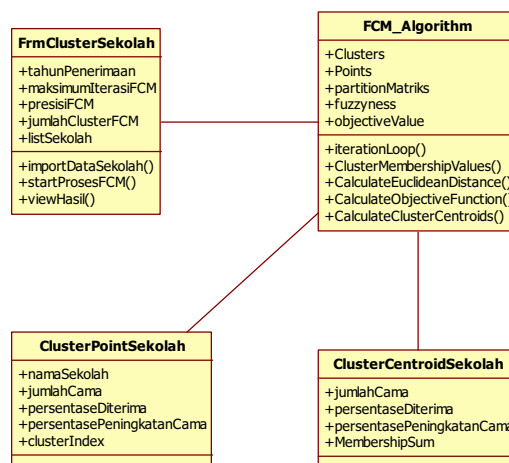 FrmClusterSekolah
+tahunPenerimaan
+maksimumIterasiFCM
+presisiFCM
+jumlahClusterFCM
+listSekolah
+importDataSekolah()
+startProsesFCM()
+viewHasil()
FCM_Algorithm
+Clusters
+Points
+partitionMatriks
+fuzzyness
+objectiveValue
+iterationLoop()
+ClusterMembershipValues()
+CalculateEuclideanDistance()
+CalculateObjectiveFunction()
+CalculateClusterCentroids()
ClusterPointSekolah
+namaSekolah
+jumlahCama
+persentaseDiterima
+persentasePeningkatanCama
+clusterIndex
ClusterCentroidSekolah
+jumlahCama
+persentaseDiterima
+persentasePeningkatanCama
+MembershipSum